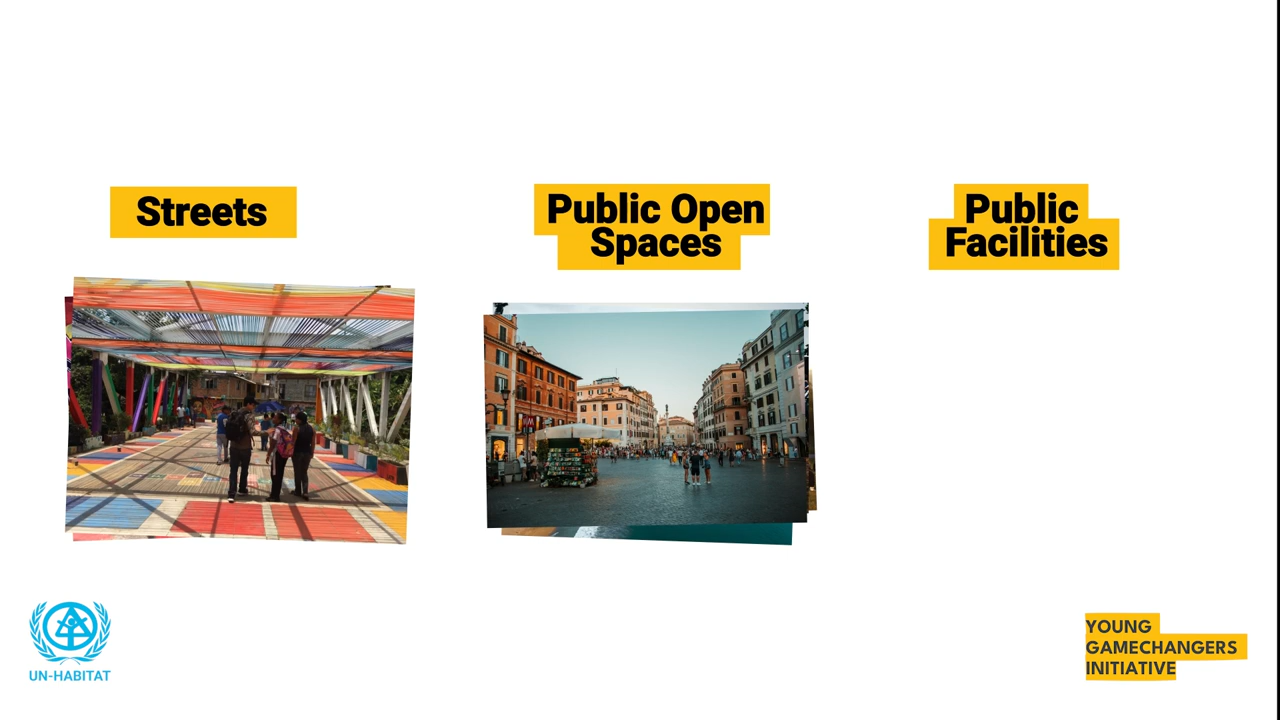 Streets
Public Open
Spaces
Public
Facilities
UN-HABITAT
YOUNG
GAMECHANGERS
INITIATIVE